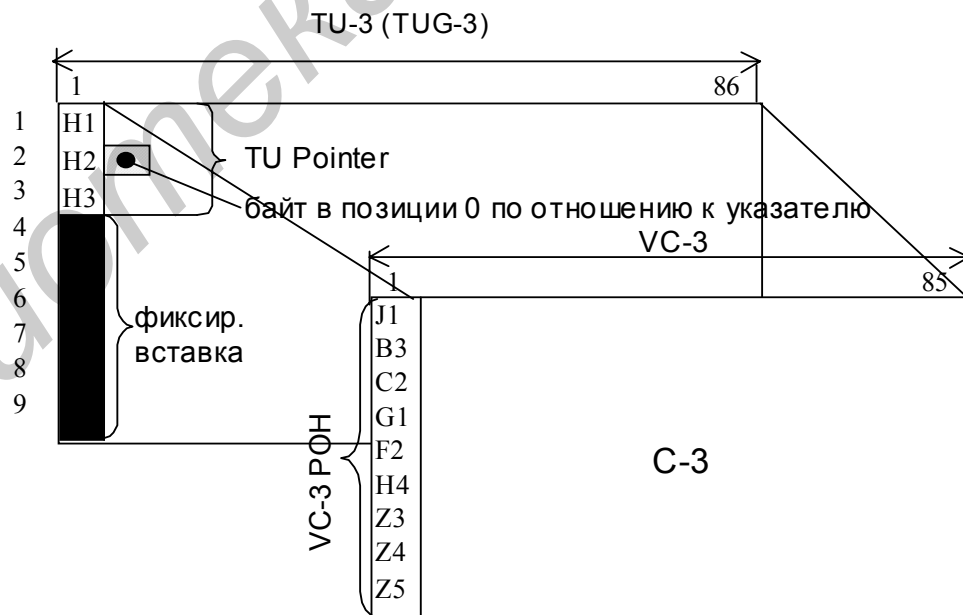 TU-3 (TUG-3)
1 86
1 H1
2 H2 TU Pointer
3 H3 байт в позиции 0 по отношению к указателю
4 VC-3
5 1 85
6 J1
7 фиксир. B3
8 вставка C2
9 G1
F2
H4 C-3
Z3
Z4
Z5
VC-3 POH